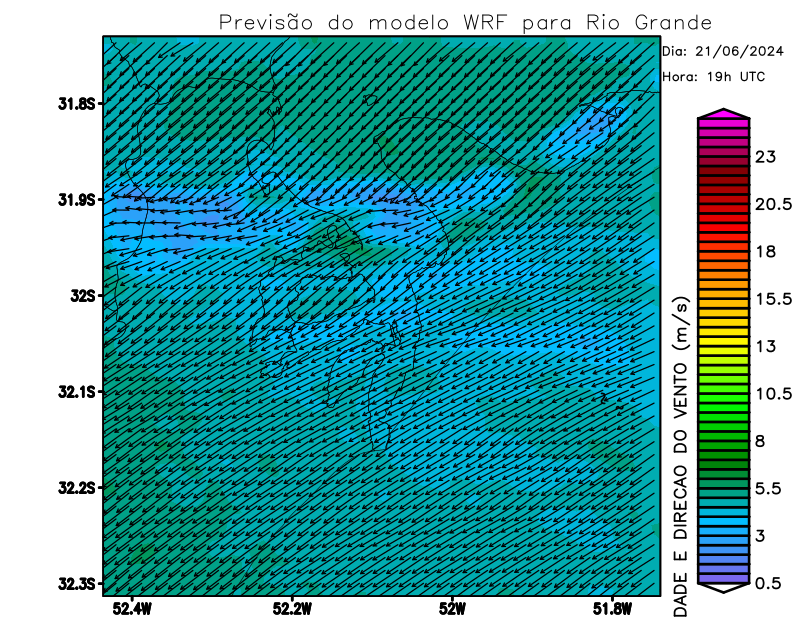 Previsão do modelo WRF para Rio Grande
Dia: 21/06/2024
Hora: 19h UTC
31.8S
31.9S
32S
32.1S
32.2S
32.3S
52.4W
52.2W
52W
51.8W
DADE E DIRECAO DO VENTO (m/s)
23
20.5
18
15.5
13
10.5
8
5.5
3
0.5